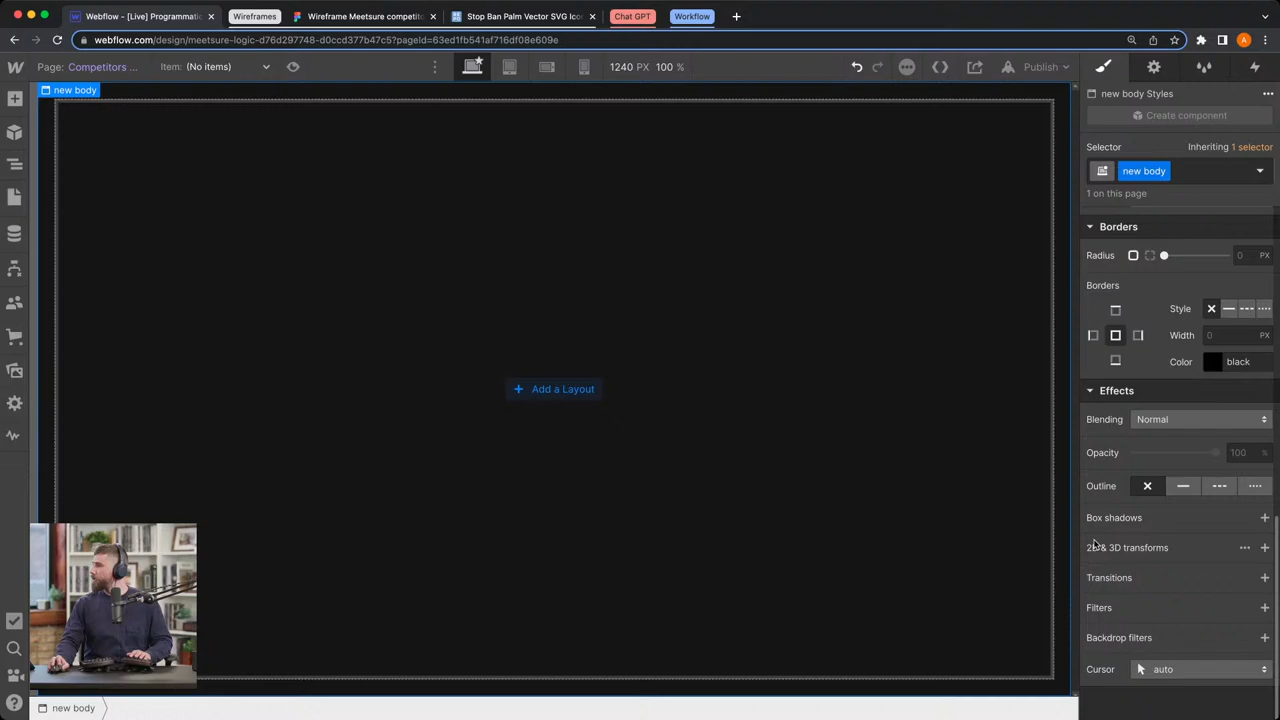 Webflow - [Live] Programmatic
Wireframes
Wireframe Meetsure competito
Stop Ban Palm Vector SVG Icon
Chat GPT
Workflow
webflow.com/design/meetsure-logic-d76d297748-d0ccd377b47c5?pageId=63ed1fb541af716df08e609e
A
Page: Competitors ...
Item: (No items)
1240 PX 100 %
Publish
new body
new body Styles
Create component
Selector
Inheriting 1 selector
new body
1 on this page
Borders
Radius
0 PX
Borders
Style
Width
0 PX
Color
black
+ Add a Layout
Effects
Blending
Normal
Opacity
100 %
Outline
Box shadows
2D & 3D transforms
Transitions
Filters
Backdrop filters
Cursor
auto
new body